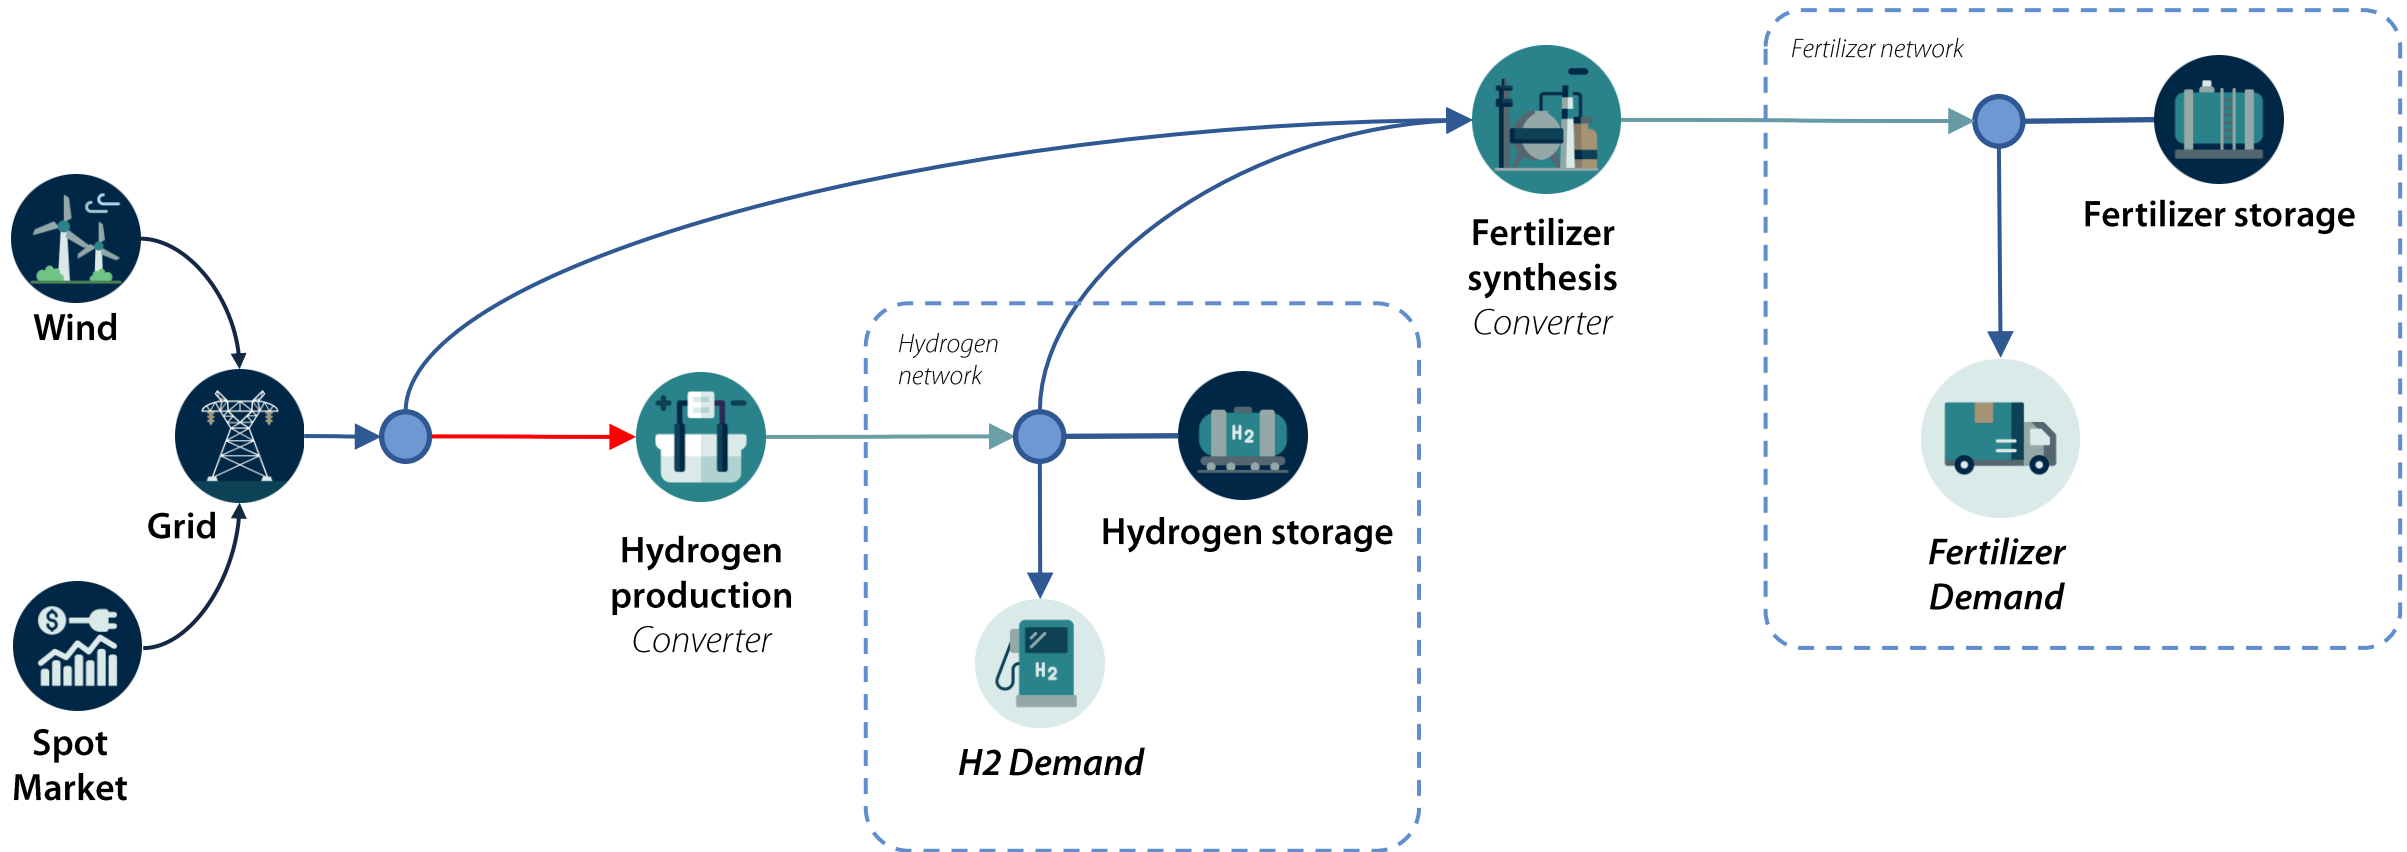 Fertilizer network
Fertilizer storage
Fertilizer
synthesis
Converter
Wind
Hydrogen
network
H2
Grid
Hydrogen storage
Hydrogen
production
Converter
Fertilizer
Demand
$
H2
Spot
Market
H2 Demand